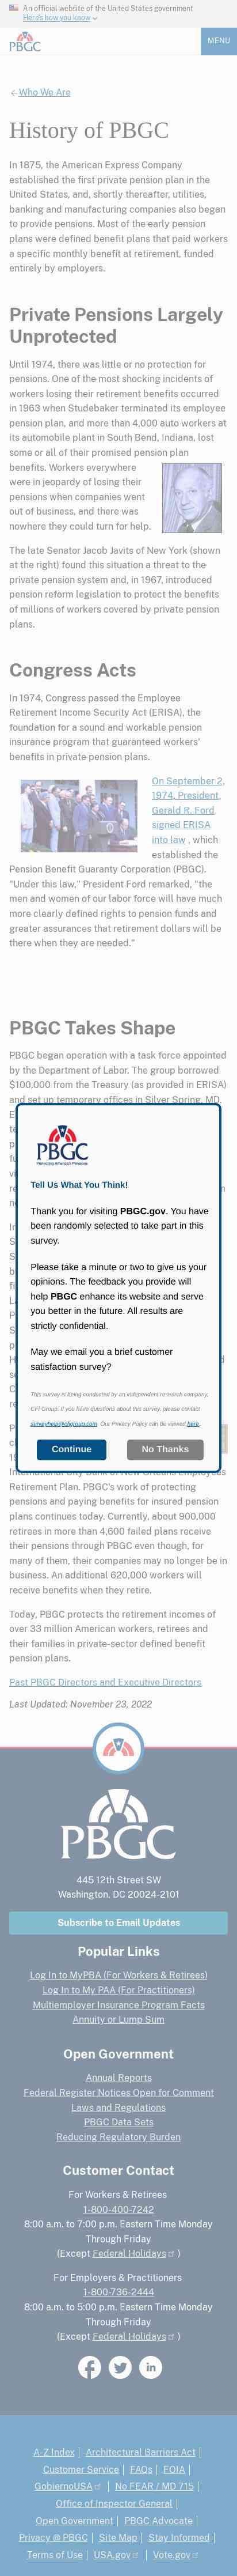 An official website of the United States government
Here's how you know
PBGC
MENU
Who We Are
History of PBGC
In 1875, the American Express Company
established the first private pension plan in the
United States, and, shortly thereafter, utilities,
banking and manufacturing companies also began
to provide pensions. Most of the early pension
plans were defined benefit plans that paid workers
a specific monthly benefit at retirement, funded
entirely by employers.
Private Pensions Largely
Unprotected
Until 1974, there was little or no protection for
pensions. One of the most shocking incidents of
workers losing their retirement benefits occurred
in 1963 when Studebaker terminated its employee
pension plan, and more than 4,000 auto workers at
its automobile plant in South Bend, Indiana, lost
some or all of their promised pension plan
benefits. Workers everywhere
were in jeopardy of losing their
pensions when companies went
out of business, and there was
nowhere they could turn for help.
The late Senator Jacob Javits of New York (shown
at the right) found this situation a threat to the
private pension system and, in 1967, introduced
pension reform legislation to protect the benefits
of millions of workers covered by private pension
plans.
Congress Acts
In 1974, Congress passed the Employee
Retirement Income Security Act (ERISA), the
foundation for a sound and workable pension
insurance program that guaranteed workers'
benefits in private pension plans.
On September 2,
1974, President
Gerald R. Ford
signed ERISA
into law , which
established the
Pension Benefit Guaranty Corporation (PBGC).
"Under this law," President Ford remarked, "the
men and women of our labor force will have much
more clearly defined rights to pension funds and
greater assurances that retirement dollars will be
there when they are needed."
PBGC Takes Shape
PBGC began operation with a task force appointed
by the Department of Labor. The group borrowed
$100,000 from the Treasury (as provided in ERISA)
and set up temporary offices in Silver Spring, MD.
PBGC
Protecting America's Pensions
Tell Us What You Think!
Thank you for visiting PBGC.gov. You have
been randomly selected to take part in this
survey.
Please take a minute or two to give us your
opinions. The feedback you provide will
help PBGC enhance its website and serve
you better in the future. All results are
strictly confidential.
May we email you a brief customer
satisfaction survey?
This survey is being conducted by an independent research company,
CFI Group. If you have questions about this survey, please contact
surveyhelp@cfigroup.com. Our Privacy Policy can be viewed here.
Continue
No Thanks
International City Bank of New Orleans Employees
Retirement Plan. PBGC's work of protecting
pensions and paying benefits for insured pension
plans continues today. Currently, about 970,000
retirees in more than 4,600 failed plans receive
their pension payments through PBGC that, for
many, otherwise they might have no longer been in
existence. An additional 620,000 workers will
receive benefits when they retire.
Today, PBGC protects the retirement incomes of
over 33 million American workers, retirees and
their families in private-sector defined benefit
pension plans.
Past PBGC Directors and Executive Directors
Last Updated: November 23, 2022
PBGC
445 12th Street SW
Washington, DC 20024-2101
Subscribe to Email Updates
Popular Links
Log In to MyPBA (For Workers & Retirees)
Log In to My PAA (For Practitioners)
Multiemployer Insurance Program Facts
Annuity or Lump Sum
Open Government
Annual Reports
Federal Register Notices Open for Comment
Laws and Regulations
PBGC Data Sets
Reducing Regulatory Burden
Customer Contact
For Workers & Retirees
1-800-400-7242
8:00 a.m. to 7:00 p.m. Eastern Time Monday
Through Friday
(Except Federal Holidays )
For Employers & Practitioners
1-800-736-2444
8:00 a.m. to 5:00 p.m. Eastern Time Monday
Through Friday
(Except Federal Holidays )
A-Z Index | Architectural Barriers Act |
Customer Service | FAQs | FOIA |
GobiernoUSA | No FEAR / MD 715 |
Office of Inspector General |
Open Government | PBGC Advocate |
Privacy @ PBGC | Site Map | Stay Informed |
Terms of Use | USA.gov | Vote.gov